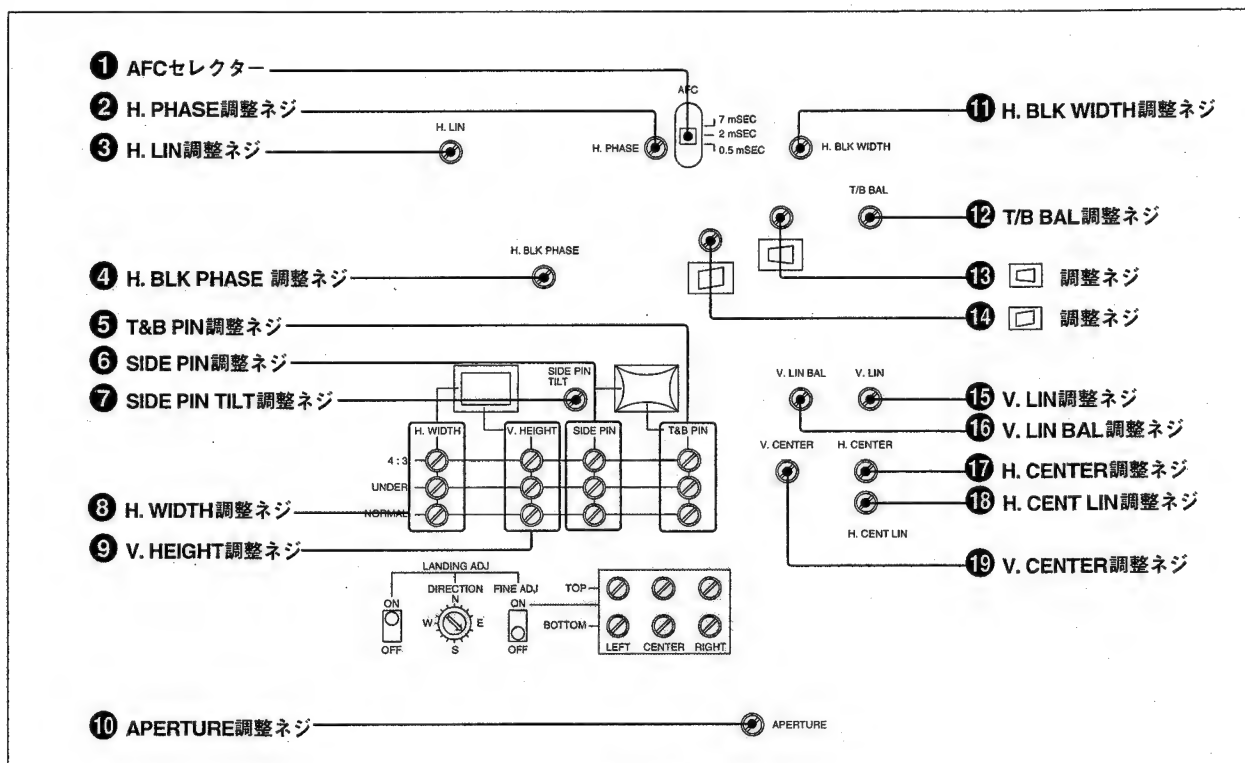 ❶ AFCセレクター
❷ H. PHASE調整ネジ
❸ H. LIN調整ネジ
❹ H. BLK PHASE 調整ネジ
❺ T&B PIN調整ネジ
❻ SIDE PIN調整ネジ
❼ SIDE PIN TILT調整ネジ
❽ H. WIDTH調整ネジ
❾ V. HEIGHT調整ネジ
❿ APERTURE調整ネジ
AFC
7 mSEC
2 mSEC
0.5 mSEC
H. LIN
H. PHASE
H. BLK WIDTH
T/B BAL
H. BLK PHASE
SIDE PIN
TILT
H. WIDTH
V. HEIGHT
SIDE PIN
T&B PIN
4 : 3
UNDER
NORMAL
V. LIN BAL
V. LIN
V. CENTER
H. CENTER
H. CENT LIN
LANDING ADJ
DIRECTION
FINE ADJ
ON
OFF
N
W
E
S
ON
OFF
TOP
BOTTOM
LEFT
CENTER
RIGHT
APERTURE
⓫ H. BLK WIDTH調整ネジ
⓬ T/B BAL調整ネジ
⓭ 調整ネジ
⓮ 調整ネジ
⓯ V. LIN調整ネジ
⓰ V. LIN BAL調整ネジ
⓱ H. CENTER調整ネジ
⓲ H. CENT LIN調整ネジ
⓳ V. CENTER調整ネジ